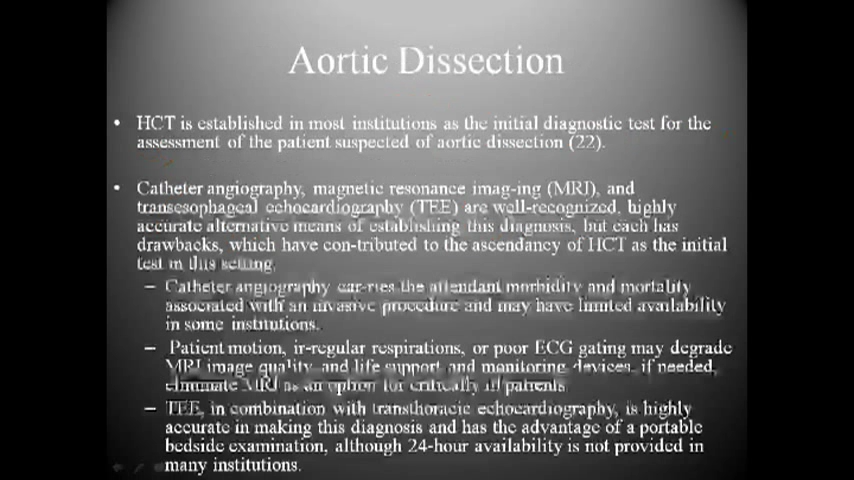 Aortic Dissection
• HCT is established in most institutions as the initial diagnostic test for the
assessment of the patient suspected of aortic dissection (22).
• Catheter angiography, magnetic resonance imag-ing (MRI), and
transesophageal echocardiography (TEE) are well-recognized, highly
accurate alternative means of establishing this diagnosis, but each has
drawbacks, which have con-tributed to the ascendancy of HCT as the initial
test in this setting.
– Catheter angiography car-ries the attendant morbidity and mortality
associated with an invasive procedure and may have limited availability
in some institutions.
– Patient motion, ir-regular respirations, or poor ECG gating may degrade
MRI image quality, and life support and monitoring devices, if needed,
eliminate MRI as an option for critically ill patients.
– TEE, in combination with transthoracic echocardiography, is highly
accurate in making this diagnosis and has the advantage of a portable
bedside examination, although 24-hour availability is not provided in
many institutions.